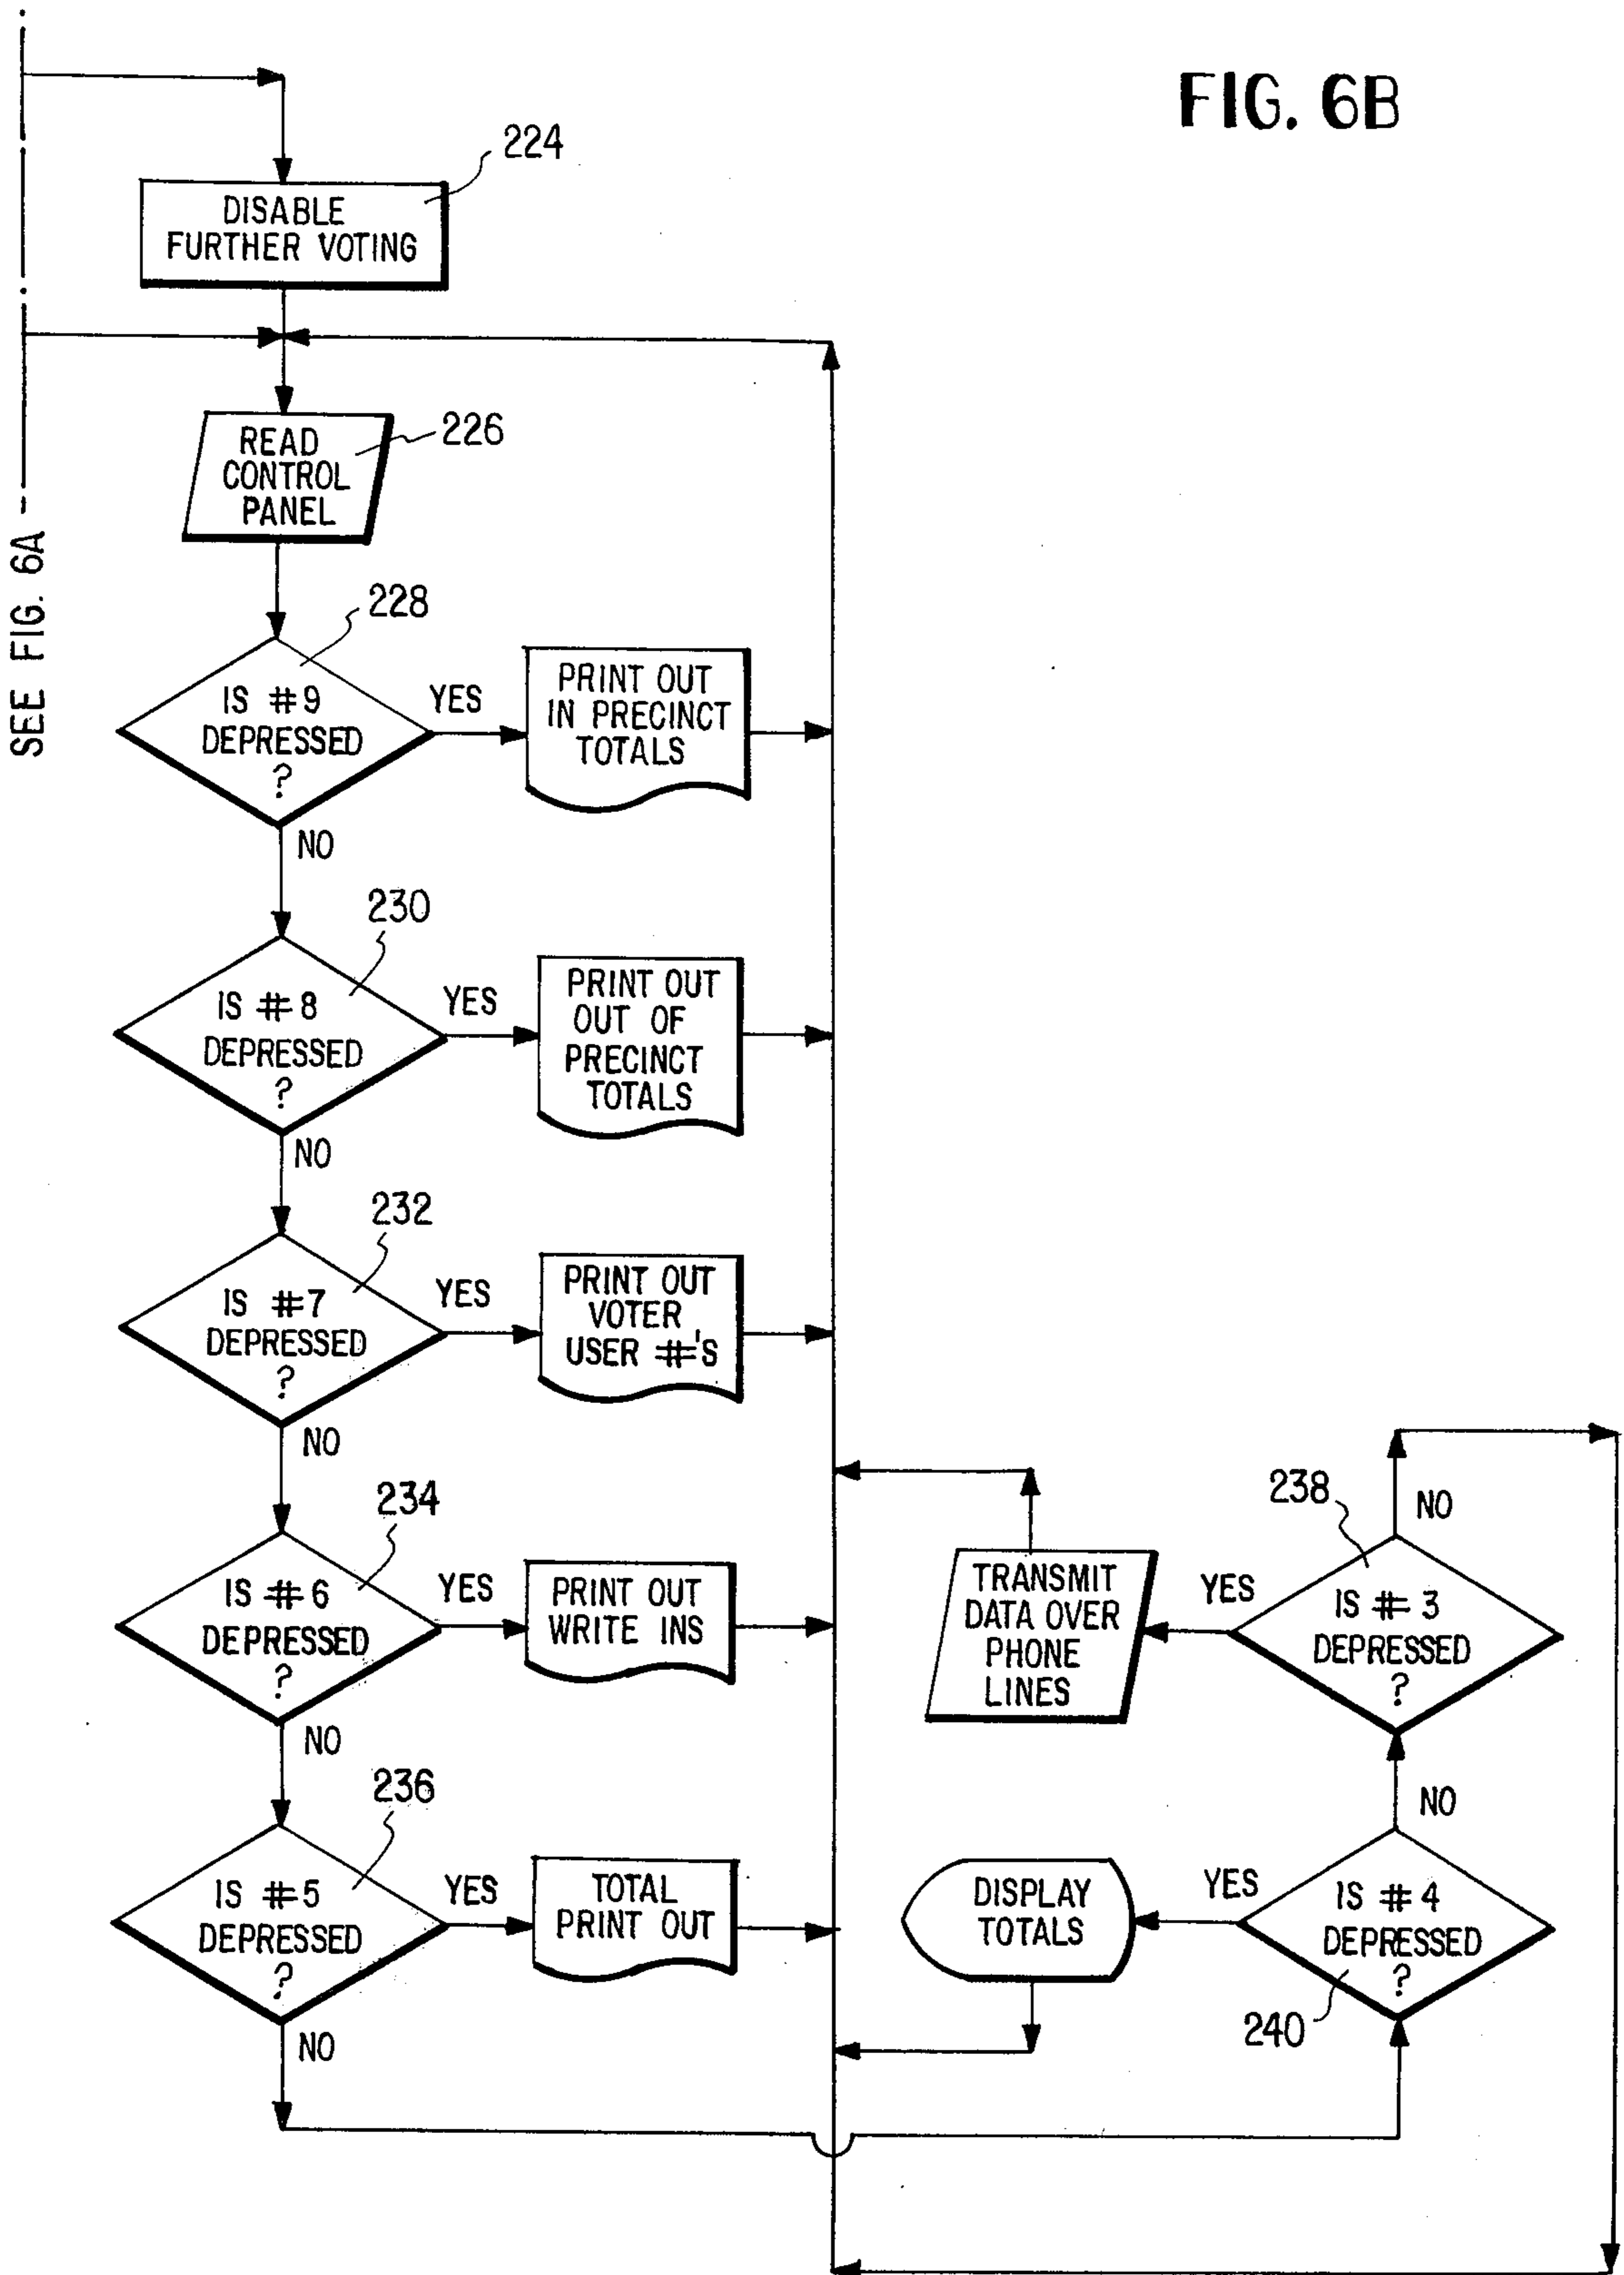 FIG. 6B
SEE FIG. 6A
224
DISABLE
FURTHER VOTING
226
READ
CONTROL
PANEL
228
IS #9
DEPRESSED
?
YES
NO
PRINT OUT
IN PRECINCT
TOTALS
230
IS #8
DEPRESSED
?
YES
NO
PRINT OUT
OUT OF
PRECINCT
TOTALS
232
IS #7
DEPRESSED
?
YES
NO
PRINT OUT
VOTER
USER #'S
234
IS #6
DEPRESSED
?
YES
NO
PRINT OUT
WRITE INS
236
IS #5
DEPRESSED
?
YES
NO
TOTAL
PRINT OUT
238
NO
IS #3
DEPRESSED
?
YES
TRANSMIT
DATA OVER
PHONE
LINES
NO
IS #4
DEPRESSED
?
240
YES
DISPLAY
TOTALS